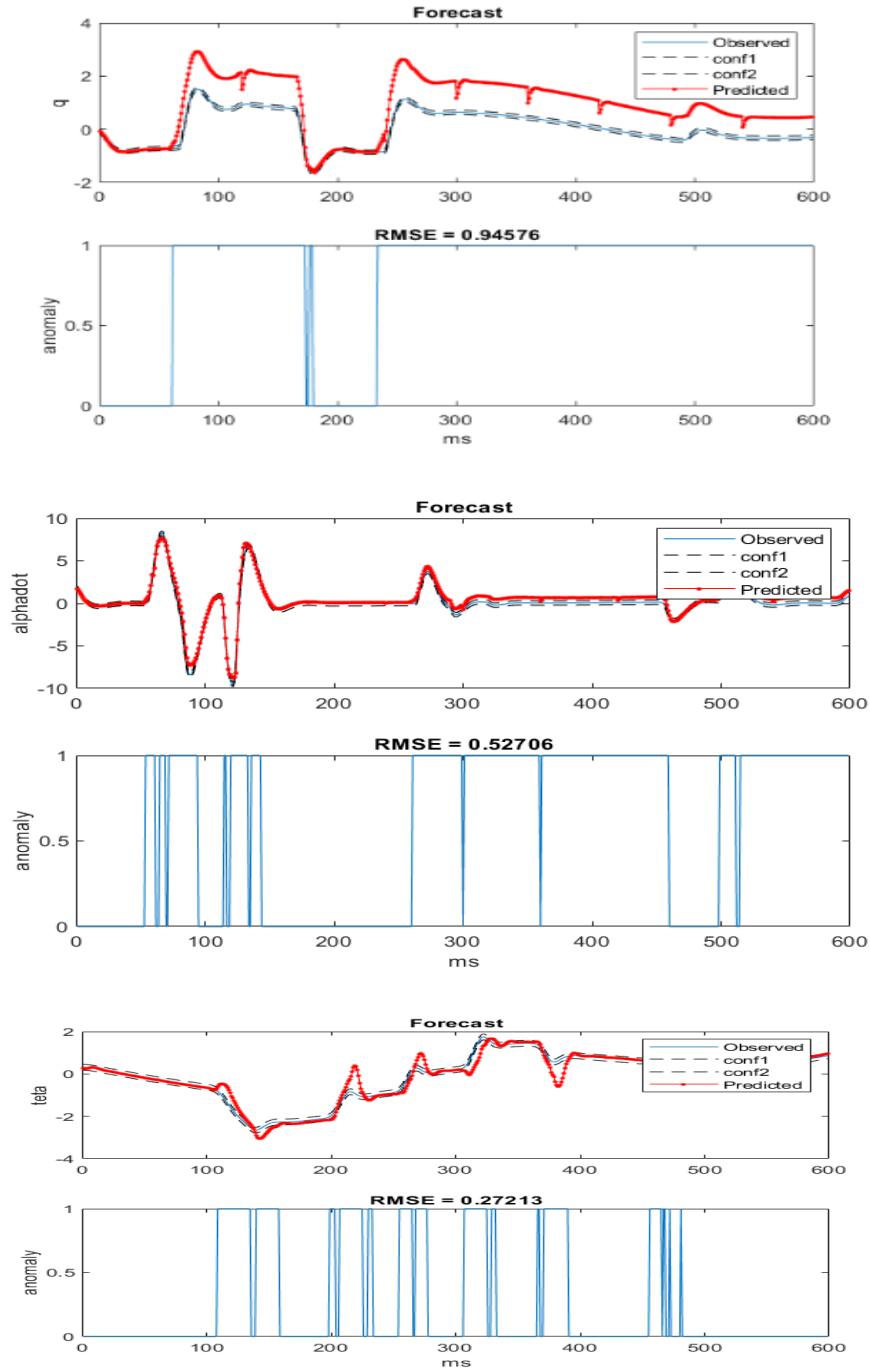 Forecast
4
2
0
-2
q
Observed
conf1
conf2
Predicted
0 100 200 300 400 500 600
RMSE = 0.94576
1
0.5
0
anomaly
0 100 200 300 400 500 600
ms
Forecast
10
5
0
-5
-10
alphadot
Observed
conf1
conf2
Predicted
0 100 200 300 400 500 600
RMSE = 0.52706
1
0.5
0
anomaly
0 100 200 300 400 500 600
ms
Forecast
2
0
-2
-4
teta
Observed
conf1
conf2
Predicted
0 100 200 300 400 500 600
RMSE = 0.27213
1
0.5
0
anomaly
0 100 200 300 400 500 600
ms